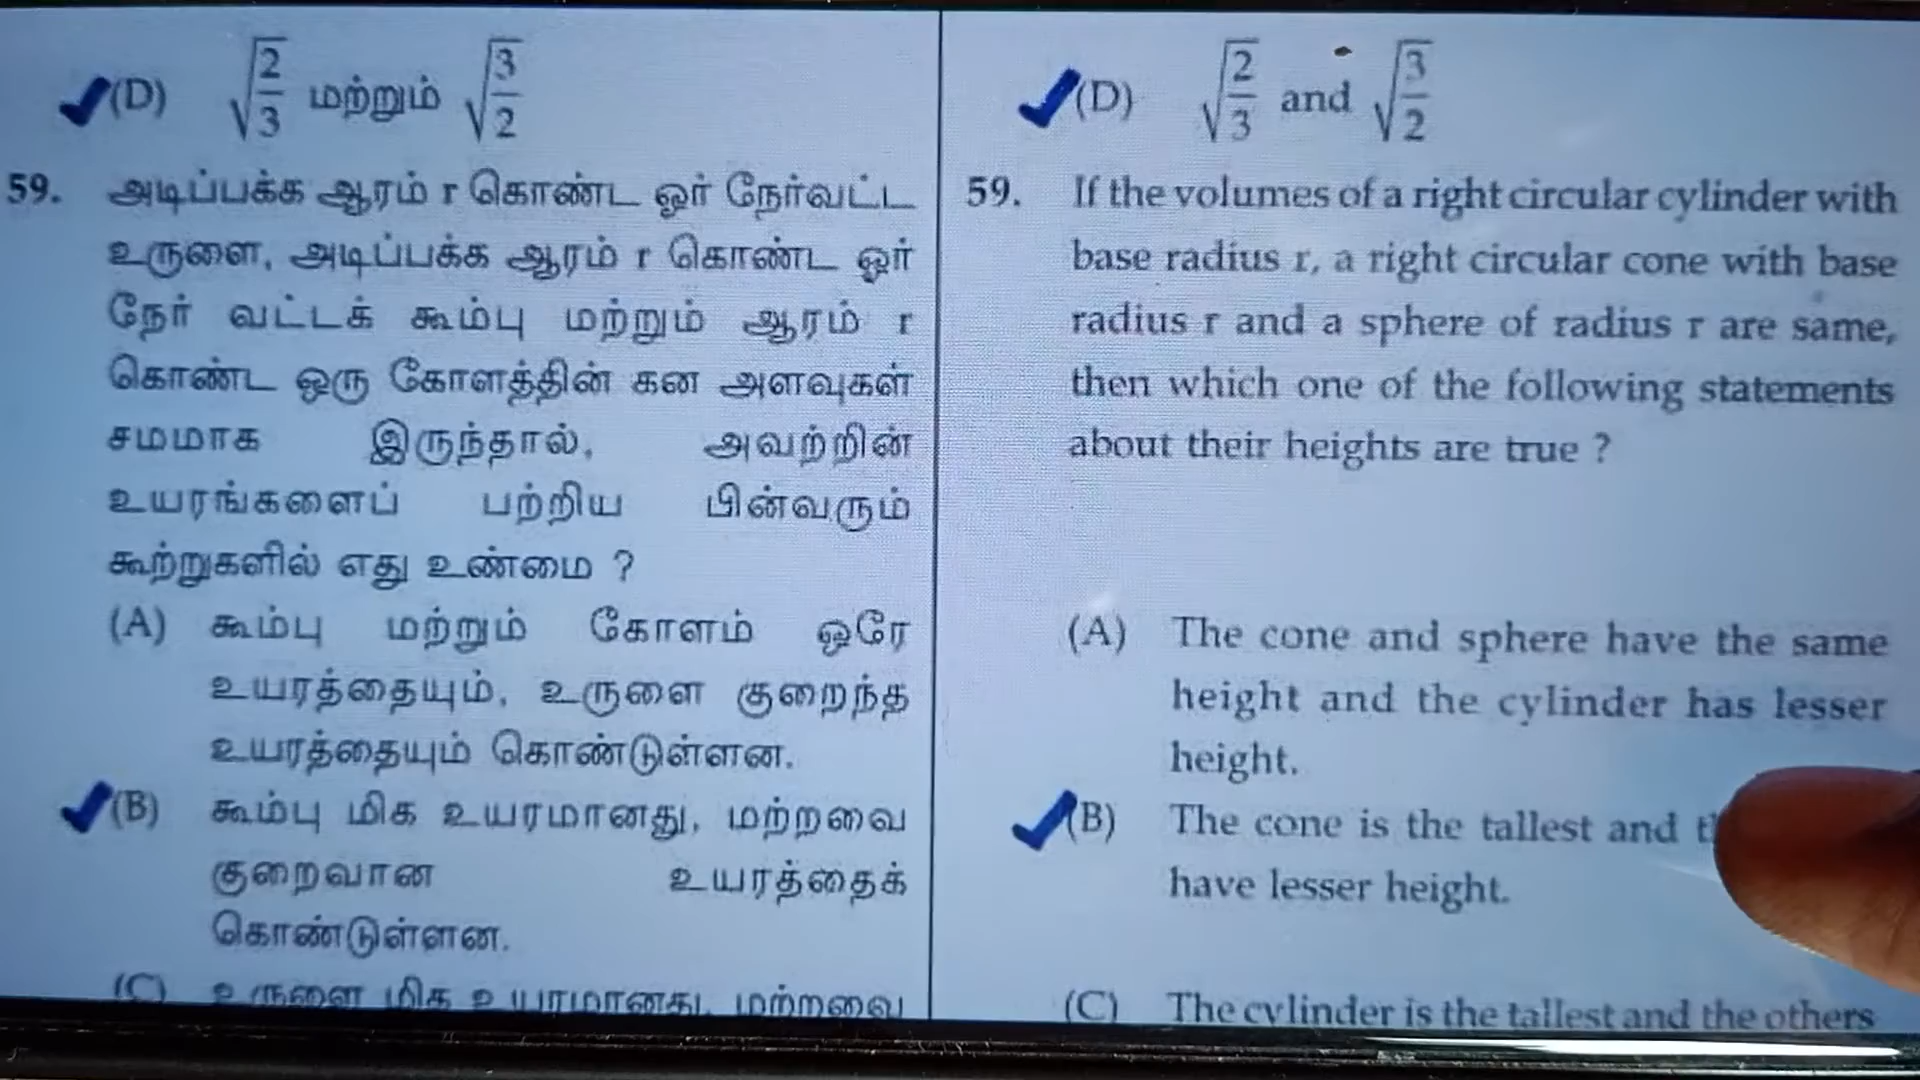 (D) √2/3 மற்றும் √3/2
59. அடிப்பக்க ஆரம் r கொண்ட ஓர் நேர்வட்ட
உருளை, அடிப்பக்க ஆரம் r கொண்ட ஓர்
நேர் வட்டக் கூம்பு மற்றும் ஆரம் r
கொண்ட ஒரு கோளத்தின் கன அளவுகள்
சமமாக இருந்தால், அவற்றின்
உயரங்களைப் பற்றிய பின்வரும்
கூற்றுகளில் எது உண்மை ?
(A) கூம்பு மற்றும் கோளம் ஒரே
உயரத்தையும், உருளை குறைந்த
உயரத்தையும் கொண்டுள்ளன.
(B) கூம்பு மிக உயரமானது, மற்றவை
குறைவான உயரத்தைக்
கொண்டுள்ளன.
(C) உருளை மிக உயரமானது, மற்றவை
(D) √2/3 and √3/2
59. If the volumes of a right circular cylinder with
base radius r, a right circular cone with base
radius r and a sphere of radius r are same,
then which one of the following statements
about their heights are true ?
(A) The cone and sphere have the same
height and the cylinder has lesser
height.
(B) The cone is the tallest and
have lesser height.
(C) The cylinder is the tallest and the others